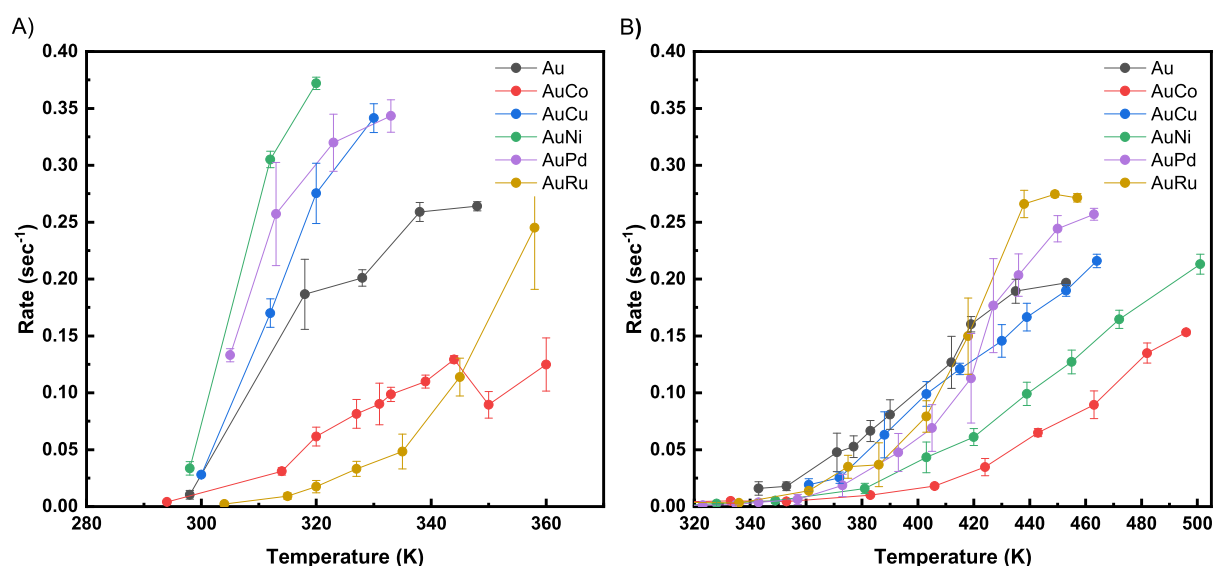 A)
0.40
0.35
0.30
0.25
0.20
0.15
0.10
0.05
0.00
Rate (sec⁻¹)
280
300
320
340
360
Temperature (K)
Au
AuCo
AuCu
AuNi
AuPd
AuRu
B)
0.40
0.35
0.30
0.25
0.20
0.15
0.10
0.05
0.00
Rate (sec⁻¹)
320
340
360
380
400
420
440
460
480
500
Temperature (K)
Au
AuCo
AuCu
AuNi
AuPd
AuRu